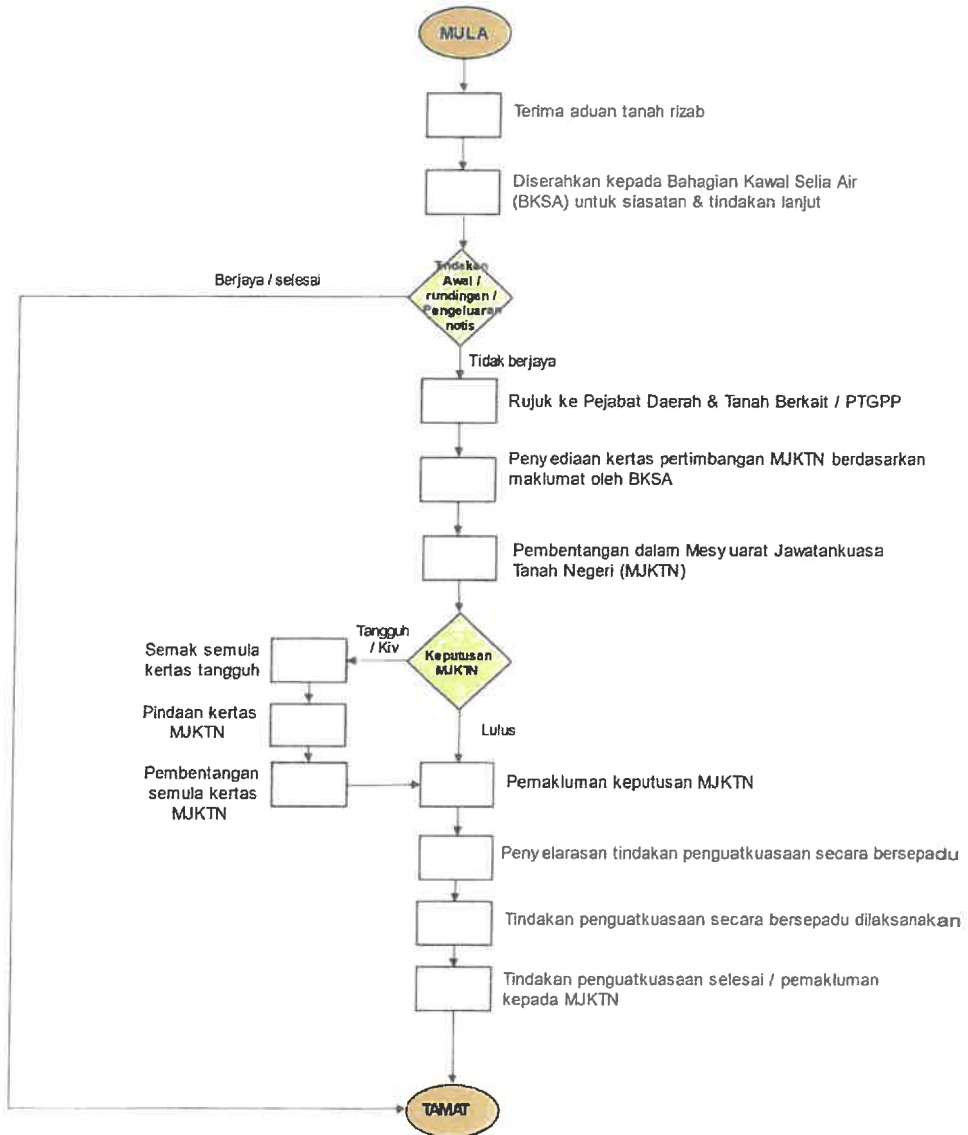 MULA
Terima aduan tanah rizab
Diserahkan kepada Bahagian Kawal Selia Air
(BKSA) untuk siasatan & tindakan lanjut
Berjaya / selesai
Tindakan
Awal /
rundingan /
Pengeluaran
notis
Tidak berjaya
Rujuk ke Pejabat Daerah & Tanah Berkait / PTGPP
Penyediaan kertas pertimbangan MJKTN berdasarkan
maklumat oleh BKSA
Pembentangan dalam Mesyuarat Jawatankuasa
Tanah Negeri (MJKTN)
Tangguh
/ Kiv
Keputusan
MJKTN
Semak semula
kertas tangguh
Pindaan kertas
MJKTN
Lulus
Pembentangan
semula kertas
MJKTN
Pemakluman keputusan MJKTN
Penyelarasan tindakan penguatkuasaan secara bersepadu
Tindakan penguatkuasaan secara bersepadu dilaksanakan
Tindakan penguatkuasaan selesai / pemakluman
kepada MJKTN
TAMAT